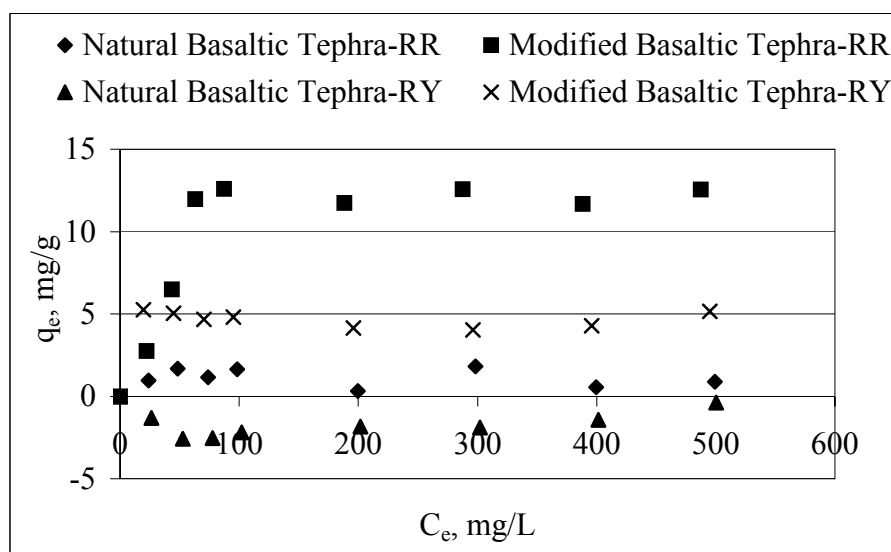 Natural Basaltic Tephra-RR Modified Basaltic Tephra-RR
Natural Basaltic Tephra-RY Modified Basaltic Tephra-RY
15
10
5
0
-5
0 100 200 300 400 500 600
qe, mg/g
Ce, mg/L